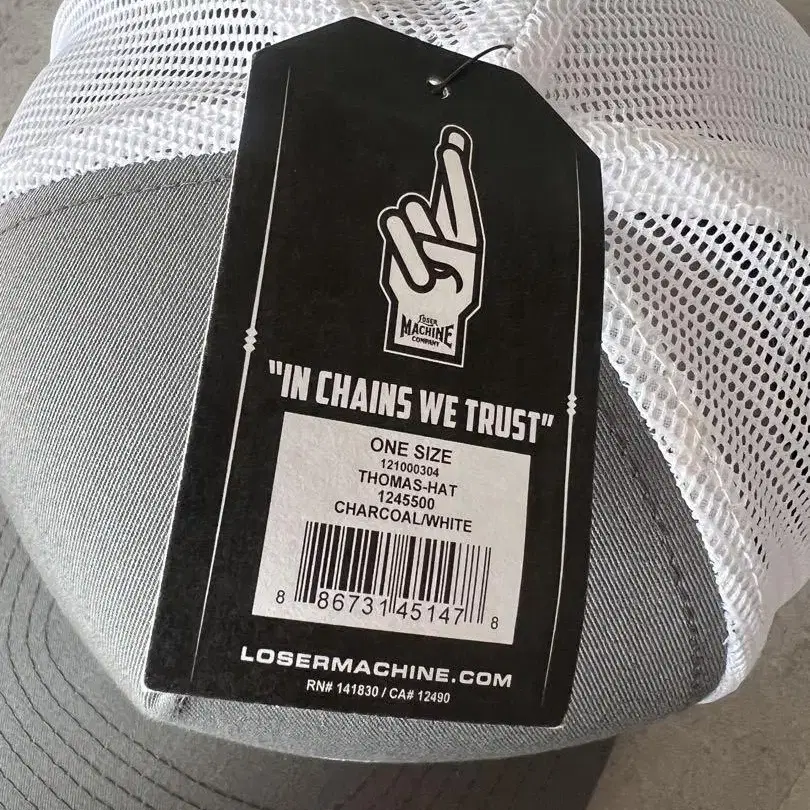 LOSER
MACHINE
COMPANY
"IN CHAINS WE TRUST"
ONE SIZE
121000304
THOMAS-HAT
1245500
CHARCOAL/WHITE
8 86731 45147 8
LOSERMACHINE.COM
RN# 141830 / CA# 12490